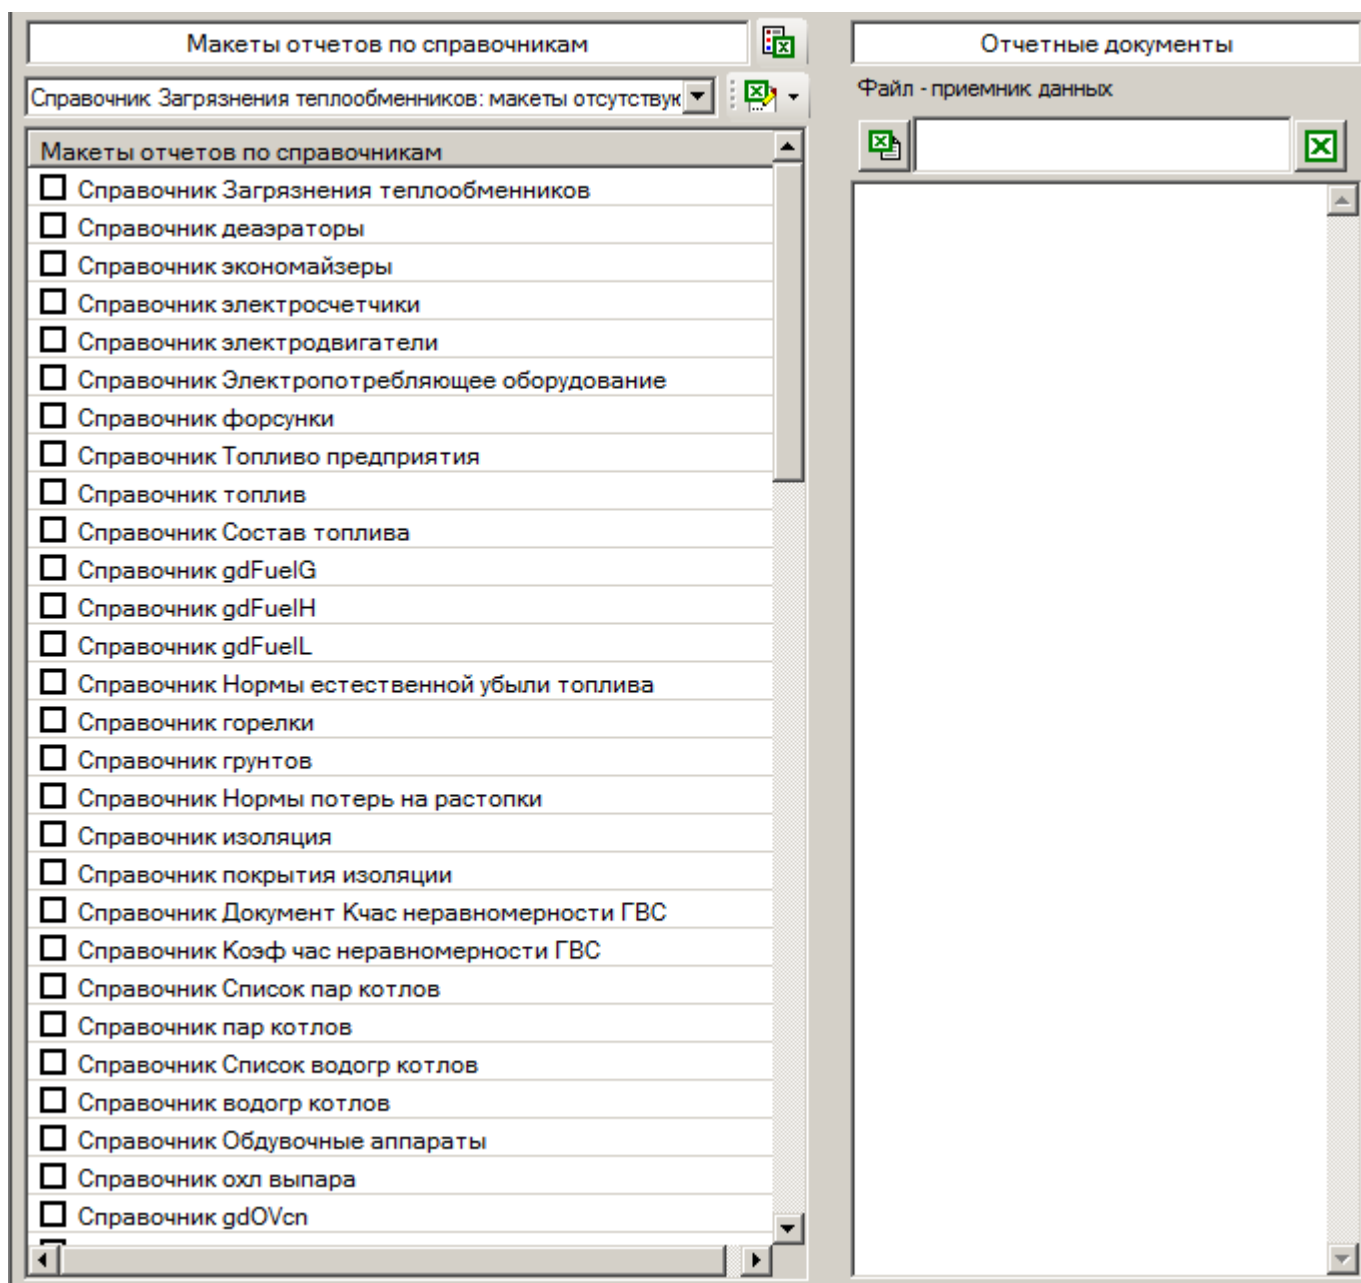 Макеты отчетов по справочникам
Отчетные документы
Справочник Загрязнения теплообменников: макеты отсутствук
Файл - приемник данных
Макеты отчетов по справочникам
Справочник Загрязнения теплообменников
Справочник деаэраторы
Справочник экономайзеры
Справочник электросчетчики
Справочник электродвигатели
Справочник Электропотребляющее оборудование
Справочник форсунки
Справочник Топливо предприятия
Справочник топлив
Справочник Состав топлива
Справочник gdFuelG
Справочник gdFuelH
Справочник gdFuelL
Справочник Нормы естественной убыли топлива
Справочник горелки
Справочник грунтов
Справочник Нормы потерь на растопки
Справочник изоляция
Справочник покрытия изоляции
Справочник Документ Кчас неравномерности ГВС
Справочник Коэф час неравномерности ГВС
Справочник Список пар котлов
Справочник пар котлов
Справочник Список водогр котлов
Справочник водогр котлов
Справочник Обдувочные аппараты
Справочник охл выпара
Справочник gdOVcn